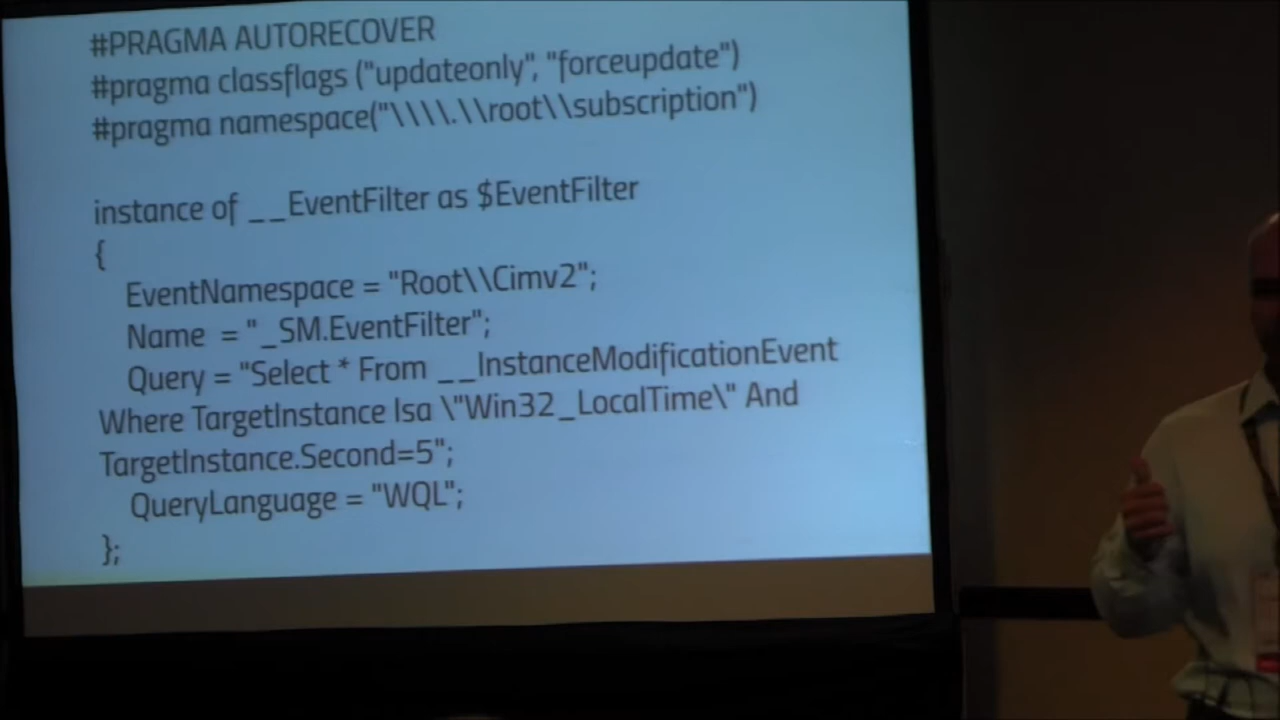 #PRAGMA AUTORECOVER
#pragma classflags ("updateonly", "forceupdate")
#pragma namespace("\\\\.\\root\\subscription")
instance of __EventFilter as $EventFilter
{
EventNamespace = "Root\\Cimv2";
Name = "_SM.EventFilter";
Query = "Select * From __InstanceModificationEvent
Where TargetInstance Isa \"Win32_LocalTime\" And
TargetInstance.Second=5";
QueryLanguage = "WQL";
};